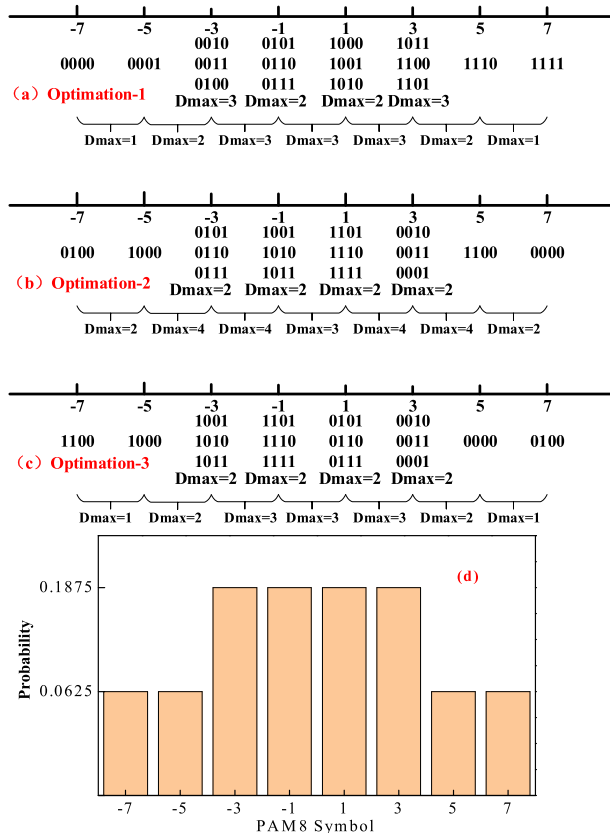 -7 -5 -3 -1 1 3 5 7
0010 0101 1000 1011
0000 0001 0011 0110 1001 1100 1110 1111
0100 0111 1010 1101
（a）Optimation-1
Dmax=3 Dmax=2 Dmax=2 Dmax=3
Dmax=1 Dmax=2 Dmax=3 Dmax=3 Dmax=3 Dmax=2 Dmax=1
-7 -5 -3 -1 1 3 5 7
0101 1001 1101 0010
0100 1000 0110 1010 1110 0011 1100 0000
0111 1011 1111 0001
（b）Optimation-2
Dmax=2 Dmax=2 Dmax=2 Dmax=2
Dmax=2 Dmax=4 Dmax=4 Dmax=3 Dmax=4 Dmax=4 Dmax=2
-7 -5 -3 -1 1 3 5 7
1001 1101 0101 0010
1100 1000 1010 1110 0110 0011 0000 0100
1011 1111 0111 0001
（c）Optimation-3
Dmax=2 Dmax=2 Dmax=2 Dmax=2
Dmax=1 Dmax=2 Dmax=3 Dmax=3 Dmax=3 Dmax=2 Dmax=1
(d)
0.1875
Probability
0.0625
-7 -5 -3 -1 1 3 5 7
PAM8 Symbol